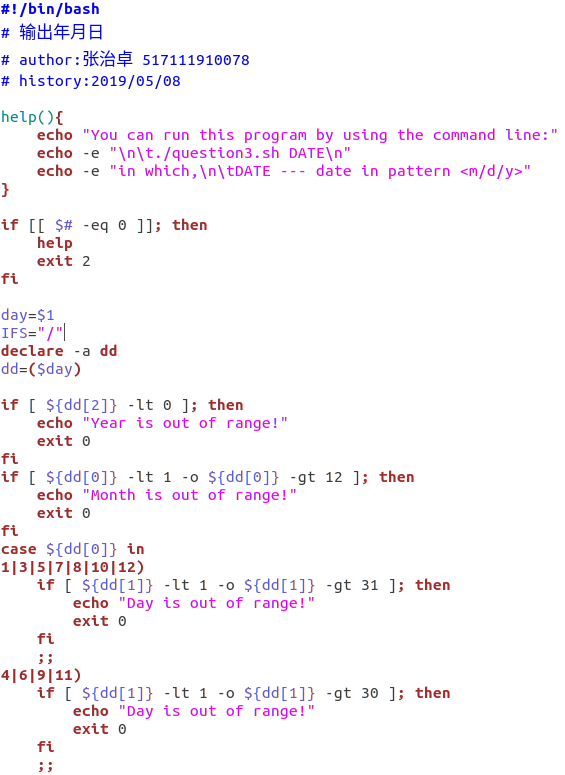 #!/bin/bash
# 输出年月日
# author:张治卓 517111910078
# history:2019/05/08

help(){
    echo "You can run this program by using the command line:"
    echo -e "\n\t./question3.sh DATE\n"
    echo -e "in which,\n\tDATE --- date in pattern <m/d/y>"
}

if [[ $# -eq 0 ]]; then
    help
    exit 2
fi

day=$1
IFS="/"
declare -a dd
dd=($day)

if [ ${dd[2]} -lt 0 ]; then
    echo "Year is out of range!"
    exit 0
fi
if [ ${dd[0]} -lt 1 -o ${dd[0]} -gt 12 ]; then
    echo "Month is out of range!"
    exit 0
fi
case ${dd[0]} in
1|3|5|7|8|10|12)
    if [ ${dd[1]} -lt 1 -o ${dd[1]} -gt 31 ]; then
        echo "Day is out of range!"
        exit 0
    fi
    ;;
4|6|9|11)
    if [ ${dd[1]} -lt 1 -o ${dd[1]} -gt 30 ]; then
        echo "Day is out of range!"
        exit 0
    fi
    ;;